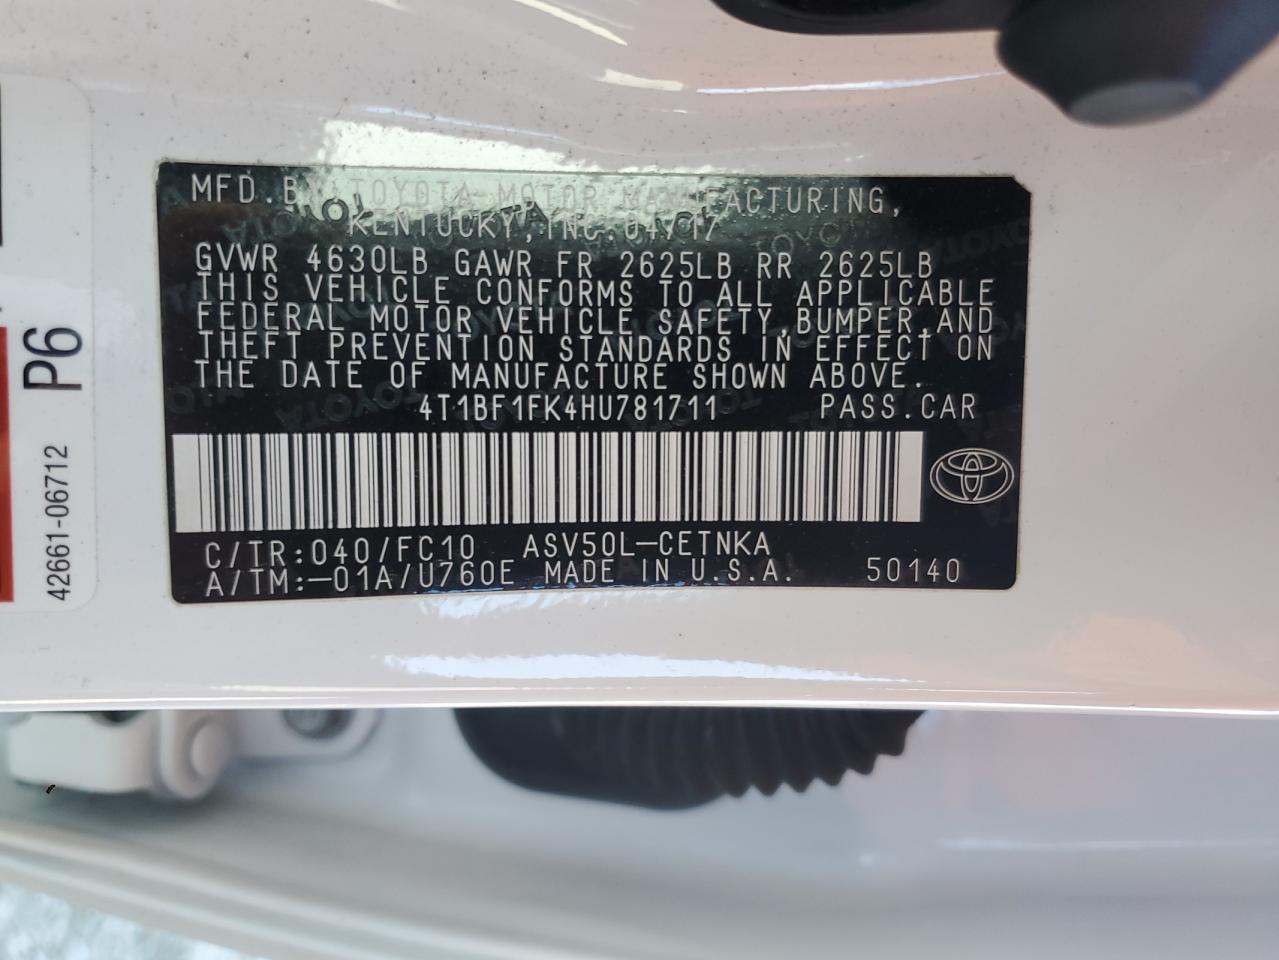 MFD. BY TOYOTA MOTOR MANUFACTURING,
KENTUCKY, INC. 04/17
GVWR 4630LB GAWR FR 2625LB RR 2625LB
THIS VEHICLE CONFORMS TO ALL APPLICABLE
FEDERAL MOTOR VEHICLE SAFETY,BUMPER,AND
THEFT PREVENTION STANDARDS IN EFFECT ON
THE DATE OF MANUFACTURE SHOWN ABOVE.
4T1BF1FK4HU781711 PASS.CAR
C/TR:040/FC10 ASV50L-CETNKA
A/TM:-01A/U760E MADE IN U.S.A. 50140
P6
42661-06712